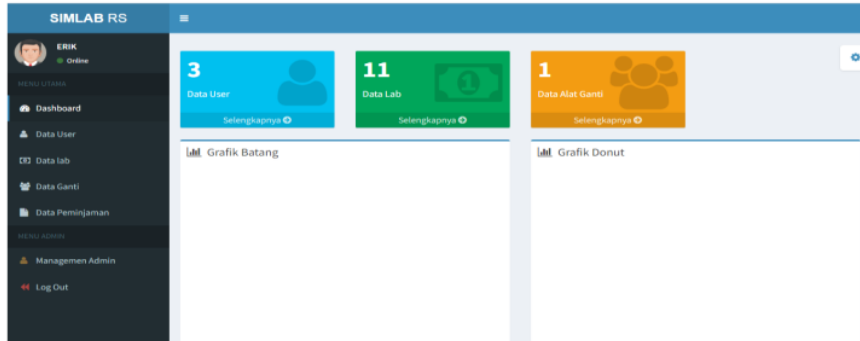 SIMLAB RS
ERIK
Online
MENU UTAMA
Dashboard
Data User
Data lab
Data Ganti
Data Peminjaman
MENU ADMIN
Managemen Admin
Log Out
3
Data User
Selengkapnya
11
Data Lab
1
Selengkapnya
1
Data Alat Ganti
Selengkapnya
Grafik Batang
Grafik Donut